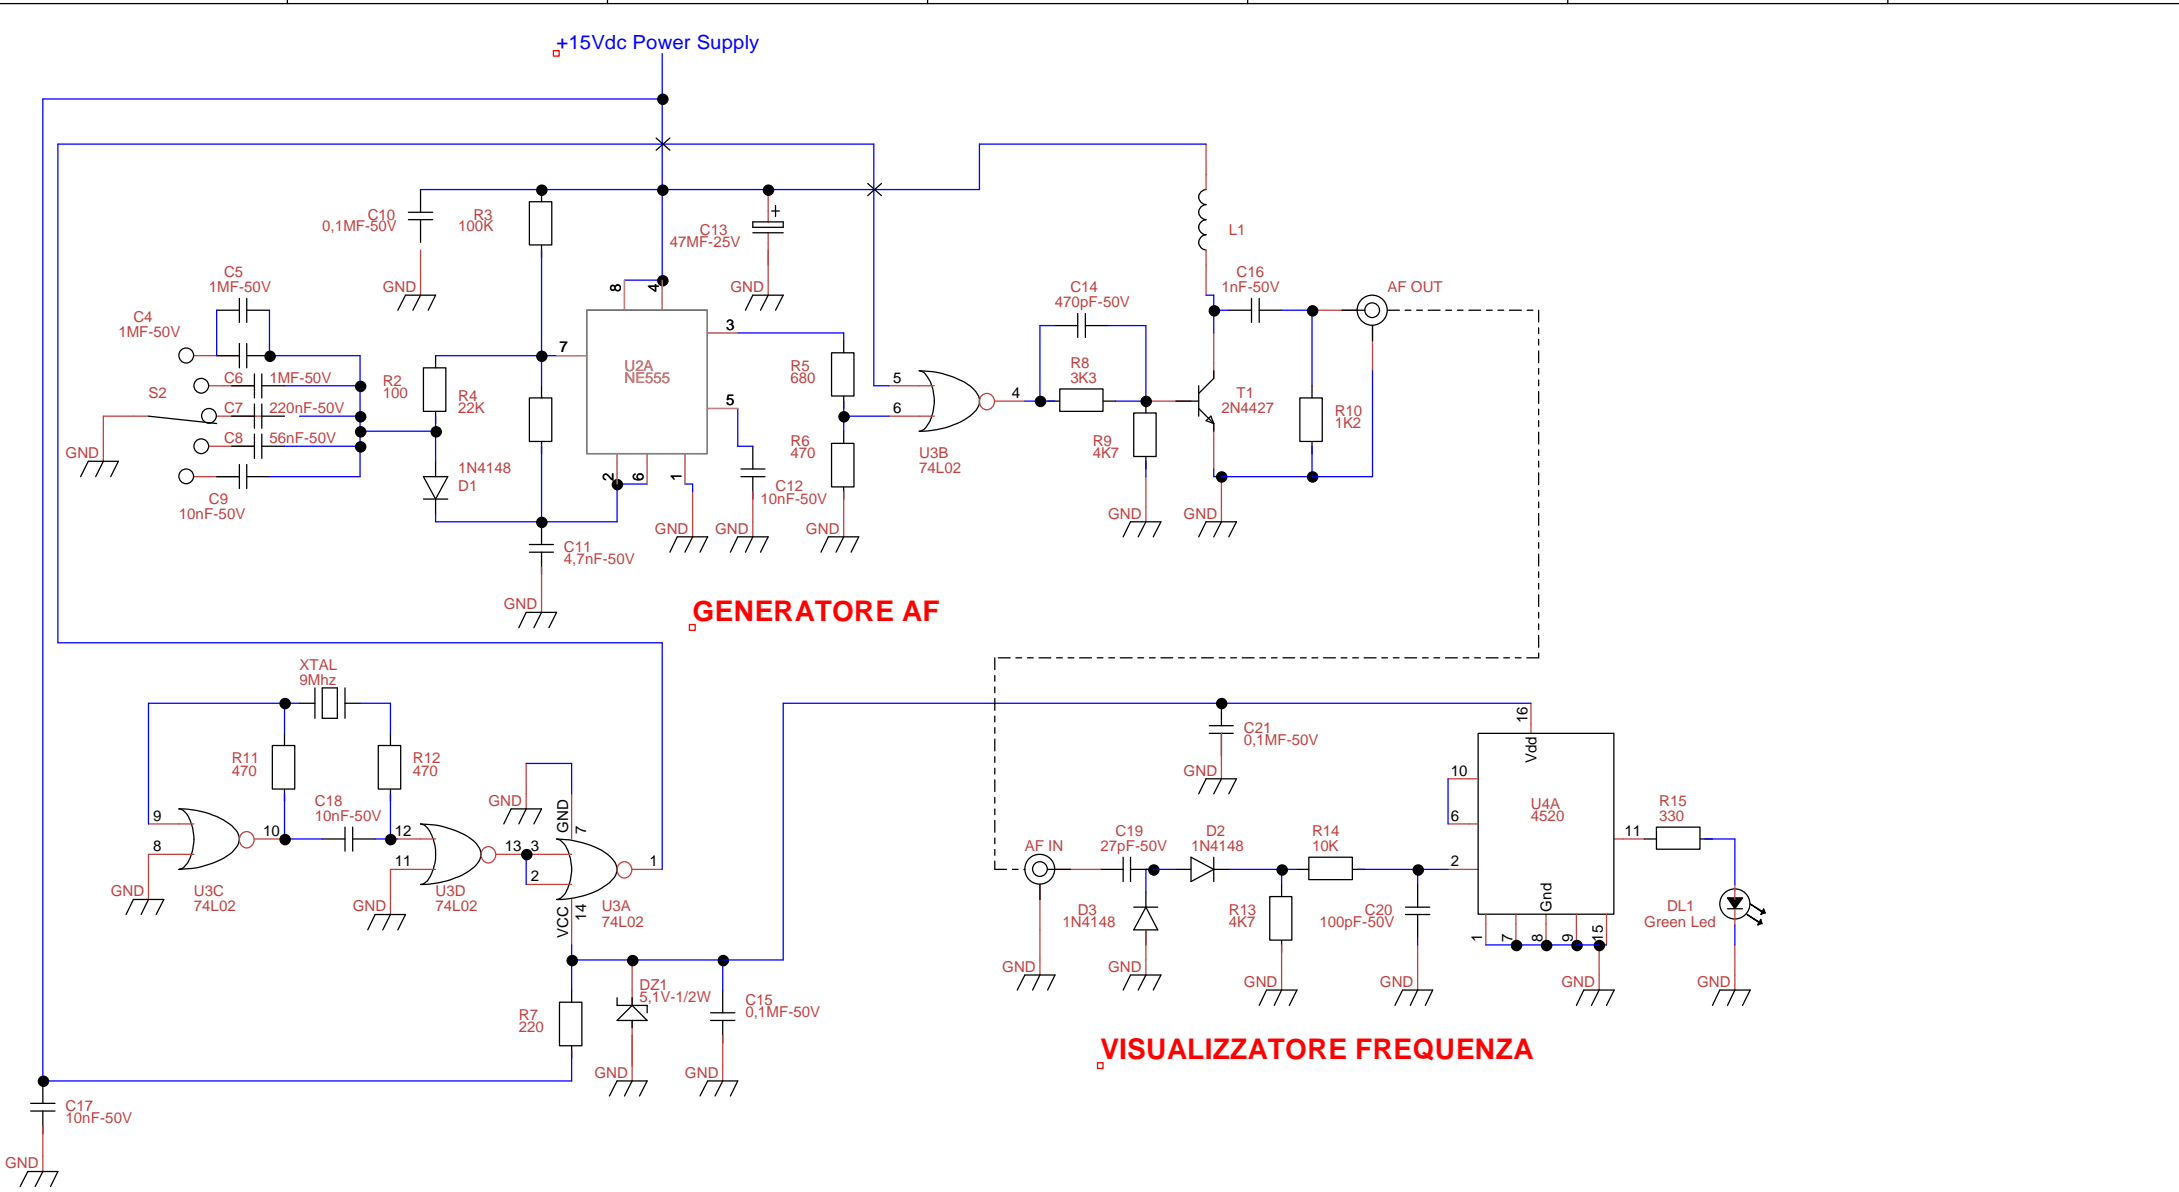 +15Vdc Power Supply
C10
0,1MF-50V
R3
100K
C13
47MF-25V
+
GND
GND
L1
C5
1MF-50V
C4
1MF-50V
C6 1MF-50V
S2
C7 220nF-50V
C8 56nF-50V
GND
C9
10nF-50V
R2
100
R4
22K
1N4148
D1
8
4
7
3
5
2
6
1
U2A
NE555
R5
680
R6
470
C12
10nF-50V
GND
GND
GND
C11
4,7nF-50V
GND
5
6
4
U3B
74L02
C14
470pF-50V
R8
3K3
R9
4K7
GND
T1
2N4427
GND
C16
1nF-50V
AF OUT
R10
1K2
GENERATORE AF
XTAL
9Mhz
R11
470
R12
470
C18
10nF-50V
9
8
10
GND
U3C
74L02
12
11
13
GND
U3D
74L02
GND
GND
7
3
2
1
VCC
14
U3A
74L02
R7
220
DZ1
5,1V-1/2W
C15
0,1MF-50V
GND
GND
C17
10nF-50V
GND
C21
0,1MF-50V
GND
AF IN
GND
C19
27pF-50V
D2
1N4148
D3
1N4148
GND
R14
10K
R13
4K7
GND
C20
100pF-50V
GND
16
Vdd
10
6
2
U4A
4520
11
Gnd
1
7
8
9
15
GND
R15
330
DL1
Green Led
GND
VISUALIZZATORE FREQUENZA